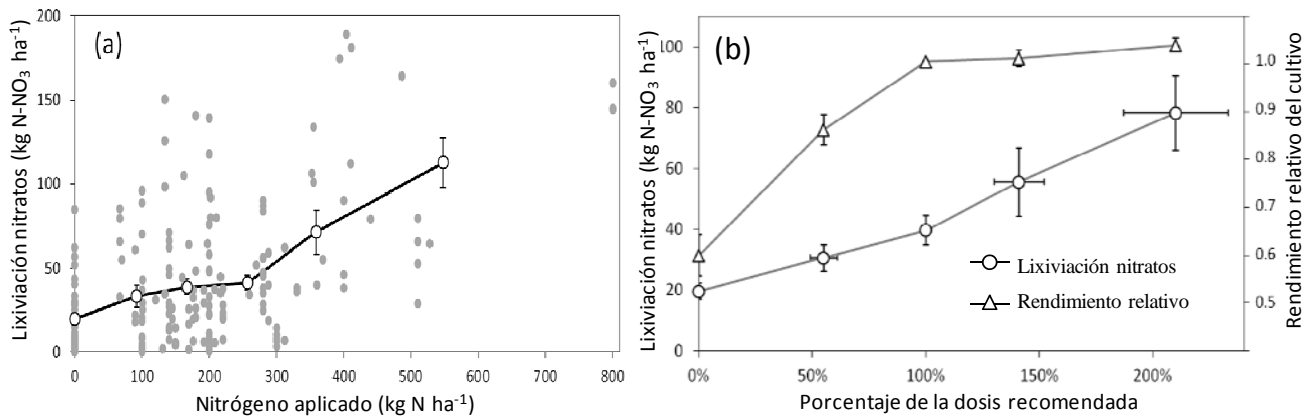 (a)
Lixiviación nitratos (kg N-NO₃ ha⁻¹)
200
150
100
50
0
0 100 200 300 400 500 600 700 800
Nitrógeno aplicado (kg N ha⁻¹)
(b)
Lixiviación nitratos (kg N-NO₃ ha⁻¹)
100
80
60
40
20
0
0% 50% 100% 150% 200%
Porcentaje de la dosis recomendada
1.0
0.9
0.8
0.7
0.6
0.5
Rendimiento relativo del cultivo
Lixiviación nitratos
Rendimiento relativo